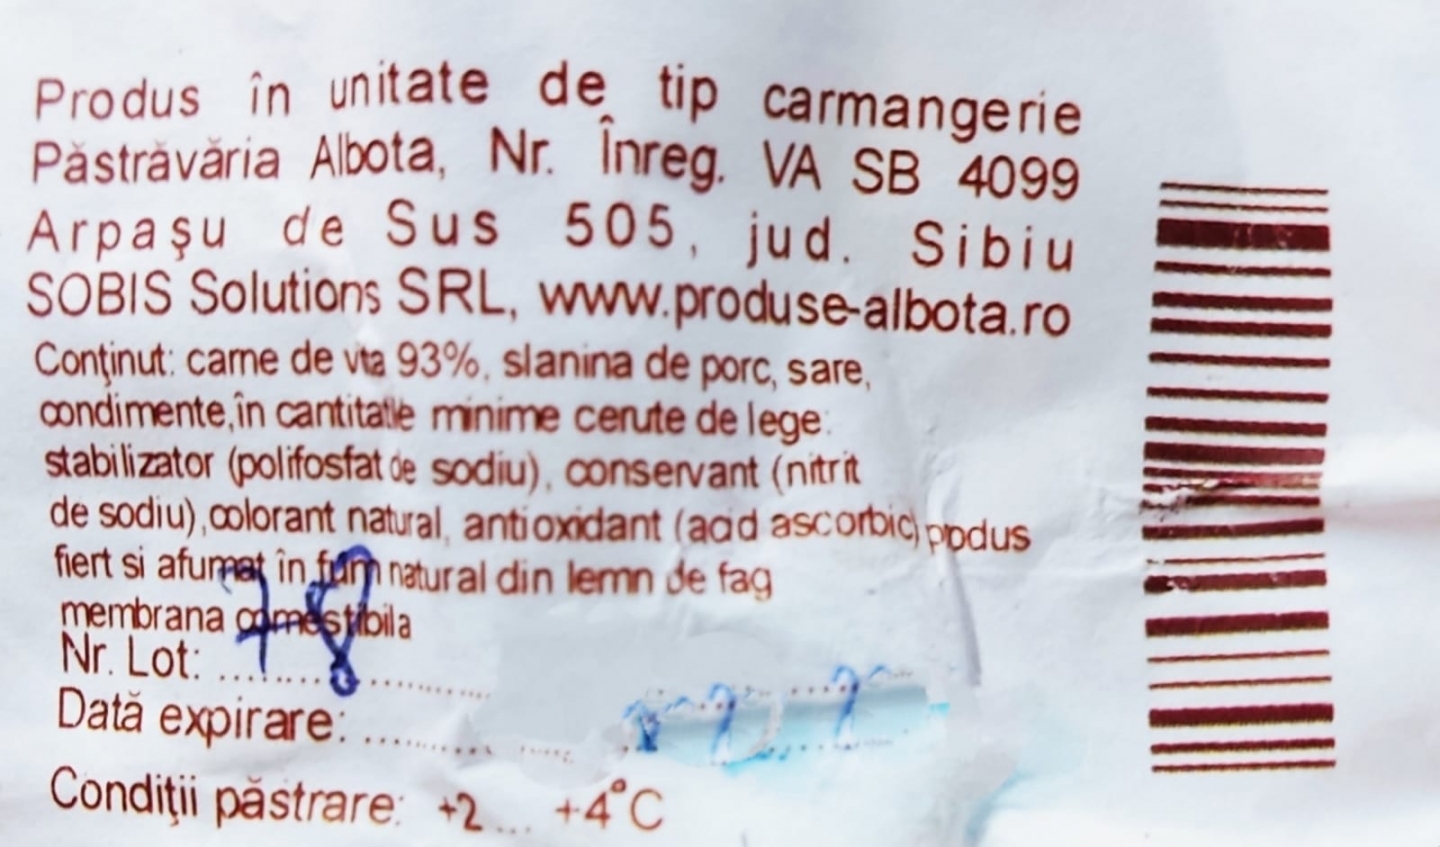 Produs în unitate de tip carmangerie
Păstrăvăria Albota, Nr. Înreg. VA SB 4099
Arpaşu de Sus 505, jud. Sibiu
SOBIS Solutions SRL, www.produse-albota.ro
Conţinut: carne de vita 93%, slanina de porc, sare,
condimente,în cantitatle minime cerute de lege:
stabilizator (polifosfat de sodiu), conservant (nitrit
de sodiu),colorant natural, antioxidant (acid ascorbic) produs
fiert si afumat în fum natural din lemn de fag
membrana comestibila
Nr. Lot: 78
Dată expirare:
Condiţii păstrare: +2... +4°C